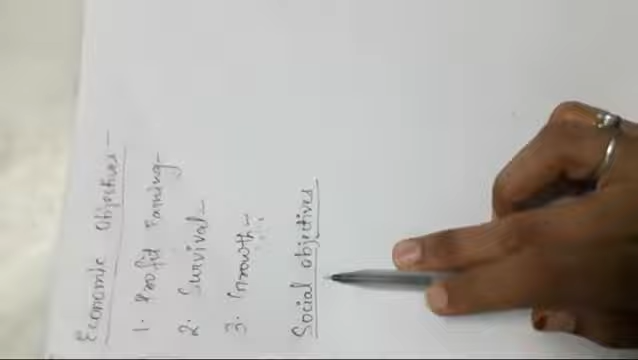 Economic Objectives-
1. Profit Earning-
2. Survival-
3. Growth-
Social objectives